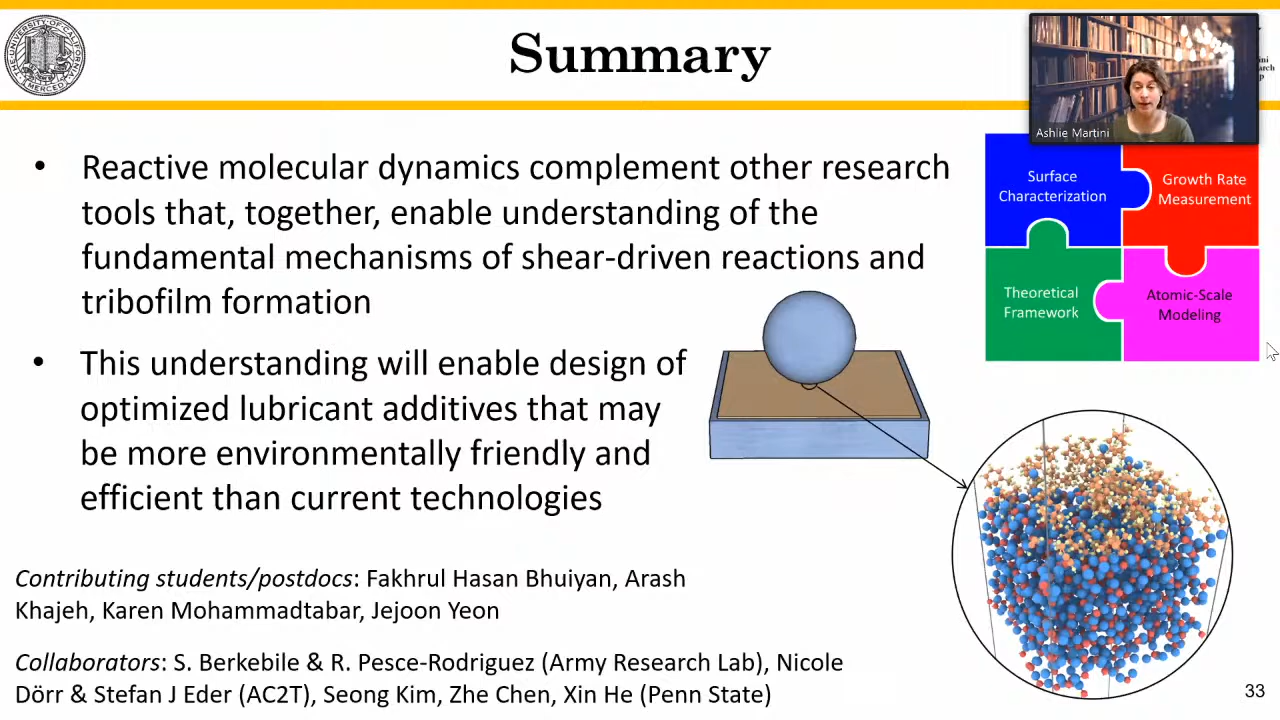 Summary
Ashlie Martini
• Reactive molecular dynamics complement other research
tools that, together, enable understanding of the
fundamental mechanisms of shear-driven reactions and
tribofilm formation
• This understanding will enable design of
optimized lubricant additives that may
be more environmentally friendly and
efficient than current technologies
Surface
Characterization
Growth Rate
Measurement
Theoretical
Framework
Atomic-Scale
Modeling
Contributing students/postdocs: Fakhrul Hasan Bhuiyan, Arash
Khajeh, Karen Mohammadtabar, Jejoon Yeon
Collaborators: S. Berkebile & R. Pesce-Rodriguez (Army Research Lab), Nicole
Dörr & Stefan J Eder (AC2T), Seong Kim, Zhe Chen, Xin He (Penn State)
33